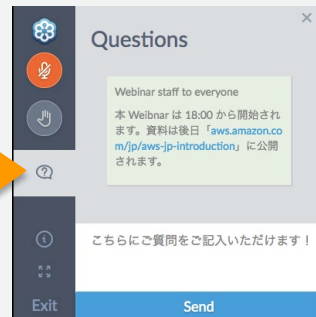 Questions
Webinar staff to everyone
本 Weibnar は 18:00 から開始され
ます。資料は後日「aws.amazon.co
m/jp/aws-jp-introduction」に公開
されます。
こちらにご質問をご記入いただけます！
Exit
Send